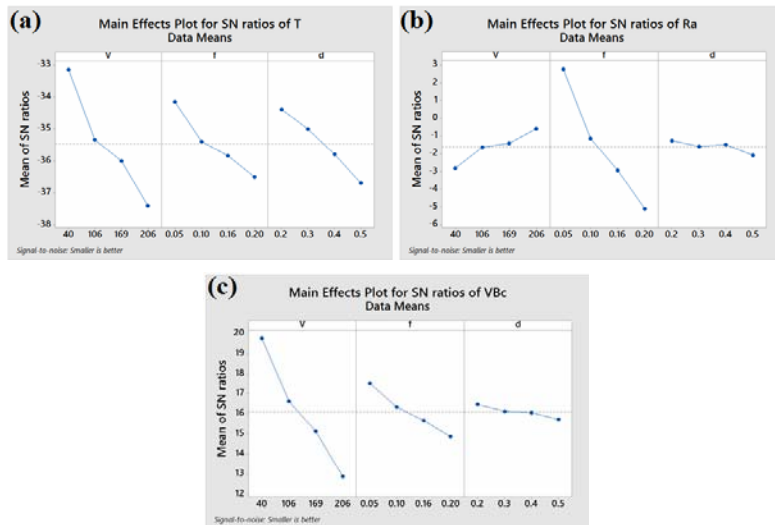 (a)
Main Effects Plot for SN ratios of T
Data Means
V f d
Mean of SN ratios
-33
-34
-35
-36
-37
-38
40 106 169 206 0.05 0.10 0.16 0.20 0.2 0.3 0.4 0.5
Signal-to-noise: Smaller is better
(b)
Main Effects Plot for SN ratios of Ra
Data Means
V f d
Mean of SN ratios
3
2
1
0
-1
-2
-3
-4
-5
-6
40 106 169 206 0.05 0.10 0.16 0.20 0.2 0.3 0.4 0.5
Signal-to-noise: Smaller is better
(c)
Main Effects Plot for SN ratios of VBc
Data Means
V f d
Mean of SN ratios
20
19
18
17
16
15
14
13
12
40 106 169 206 0.05 0.10 0.16 0.20 0.2 0.3 0.4 0.5
Signal-to-noise: Smaller is better